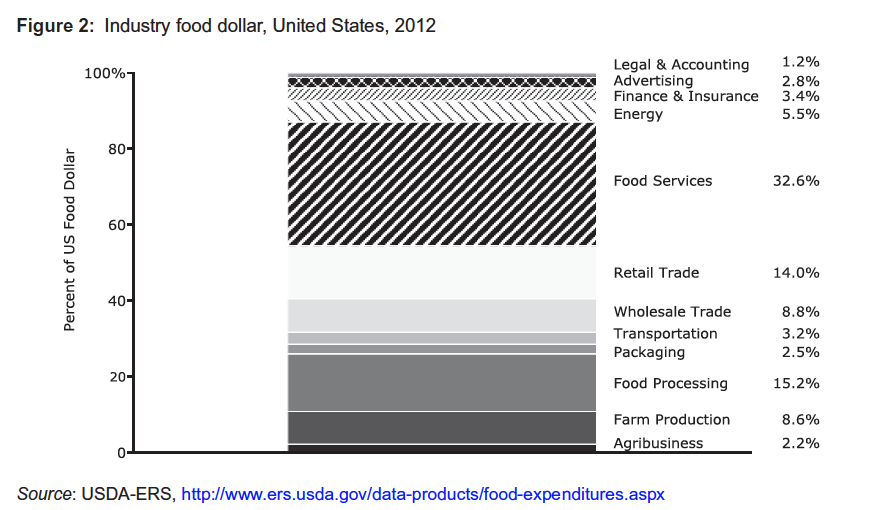 Figure 2: Industry food dollar, United States, 2012
Legal & Accounting 1.2%
100%
Advertising 2.8%
Finance & Insurance 3.4%
Energy 5.5%
80
Food Services 32.6%
Percent of US Food Dollar
60
Retail Trade 14.0%
40
Wholesale Trade 8.8%
Transportation 3.2%
Packaging 2.5%
20
Food Processing 15.2%
Farm Production 8.6%
Agribusiness 2.2%
0
Source: USDA-ERS, http://www.ers.usda.gov/data-products/food-expenditures.aspx